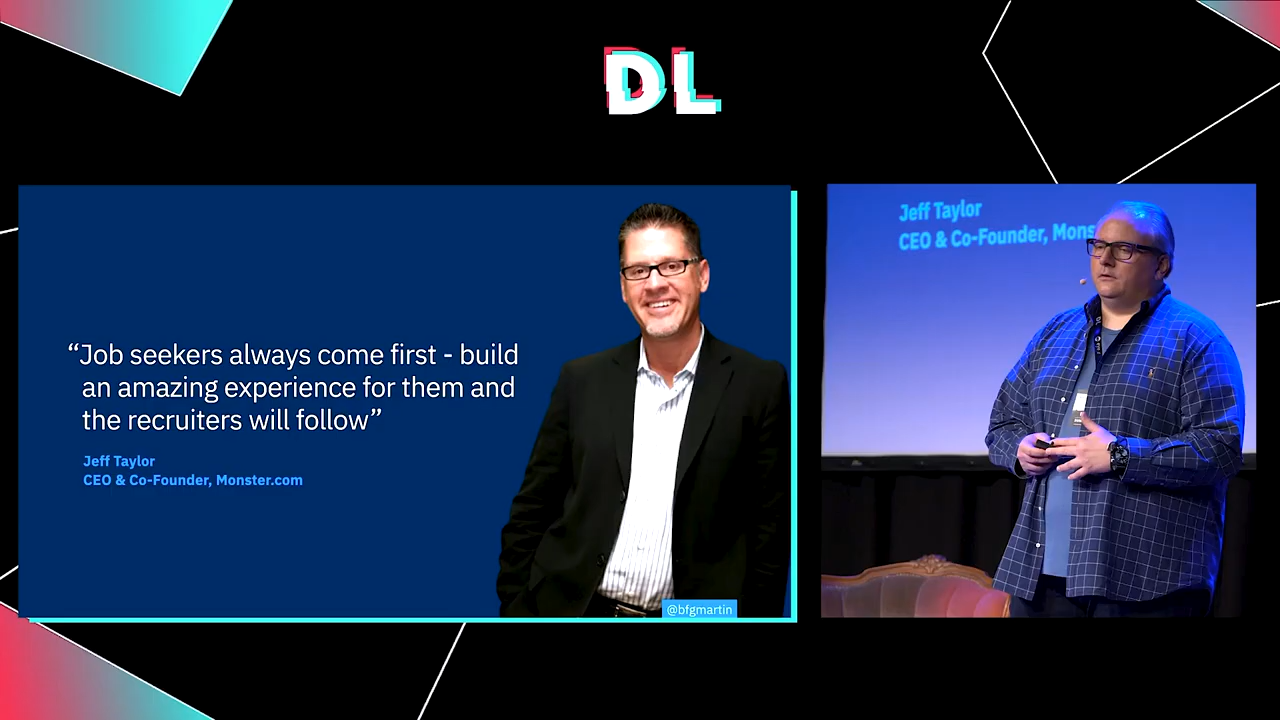 DL
“Job seekers always come first - build
an amazing experience for them and
the recruiters will follow”
Jeff Taylor
CEO & Co-Founder, Monster.com
@bfgmartin
Jeff Taylor
CEO & Co-Founder,